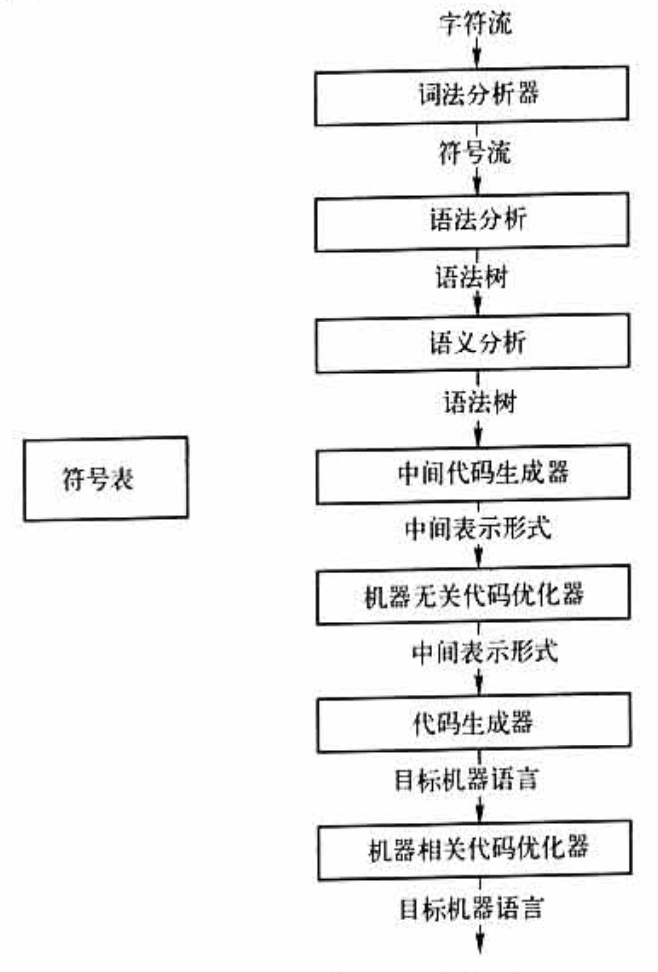 字符流
词法分析器
符号流
语法分析
语法树
语义分析
语法树
符号表
中间代码生成器
中间表示形式
机器无关代码优化器
中间表示形式
代码生成器
目标机器语言
机器相关代码优化器
目标机器语言